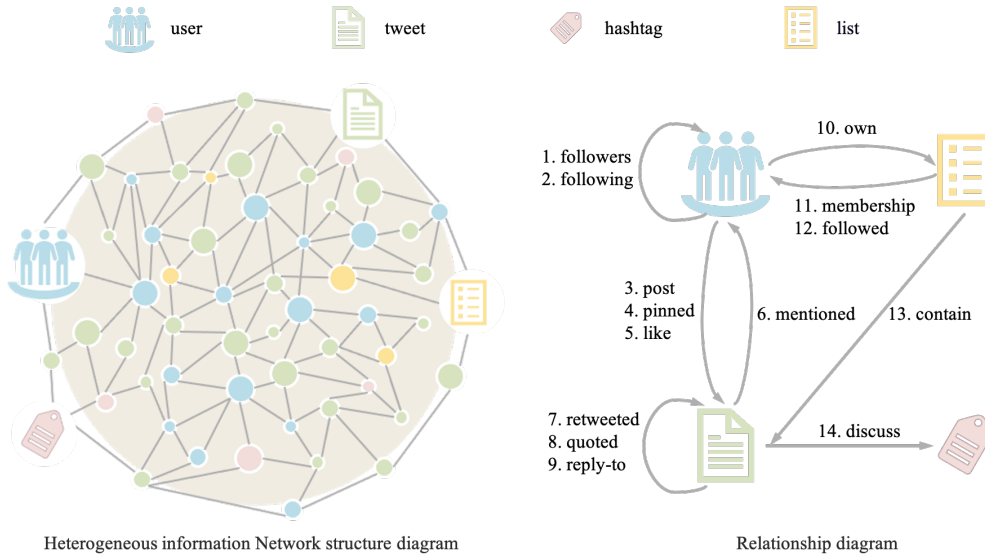 user
tweet
hashtag
list
1. followers
2. following
10. own
11. membership
12. followed
3. post
4. pinned
5. like
6. mentioned
13. contain
7. retweeted
8. quoted
9. reply-to
14. discuss
Heterogeneous information Network structure diagram
Relationship diagram